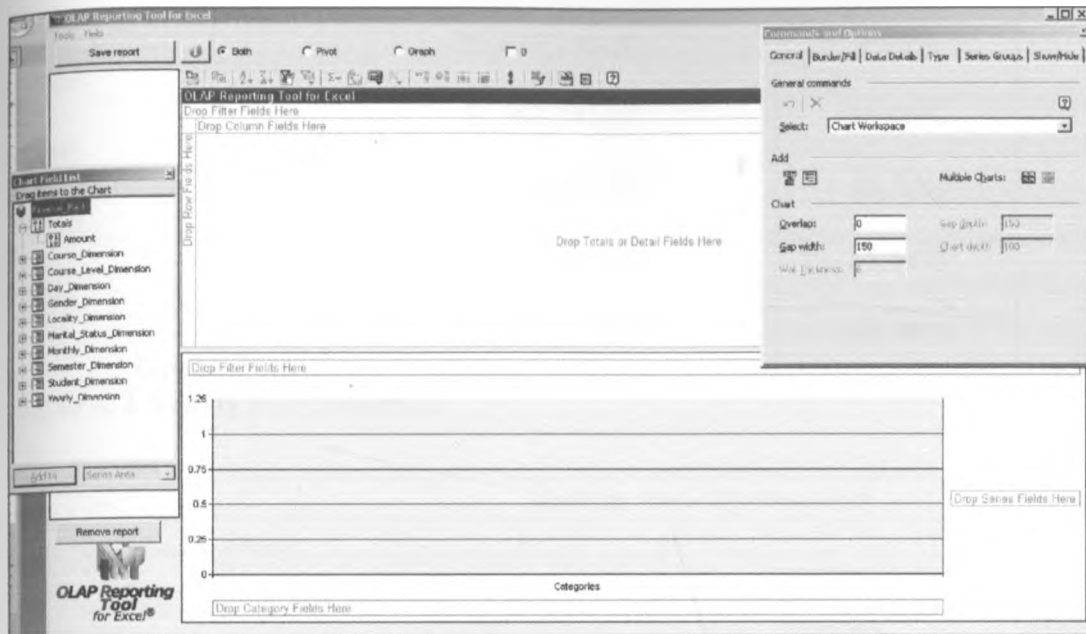 OLAP Reporting Tool for Excel
Tools Help
Save report
Both
Pivot
Graph
0
OLAP Reporting Tool for Excel
Drop Filter Fields Here
Drop Column Fields Here
Drop Row Fields Here
Drop Totals or Detail Fields Here
Chart Field List
Drag items to the Chart
Totals
Amount
Course_Dimension
Course_Level_Dimension
Day_Dimension
Gender_Dimension
Locality_Dimension
Marital_Status_Dimension
Monthly_Dimension
Semester_Dimension
Student_Dimension
Yearly_Dimension
Add to
Series Area
Remove report
OLAP Reporting
Tool
for Excel®
Commands and Options
General Border/Fill Data Details Type Series Groups Show/Hide
General commands
Select: Chart Workspace
Add
Multiple Charts:
Chart
Overlap: 0
Gap depth: 150
Gap width: 150
Chart depth: 100
Wall Thickness: 6
Drop Filter Fields Here
1.25
1
0.75
0.5
0.25
0
Categories
Drop Series Fields Here
Drop Category Fields Here